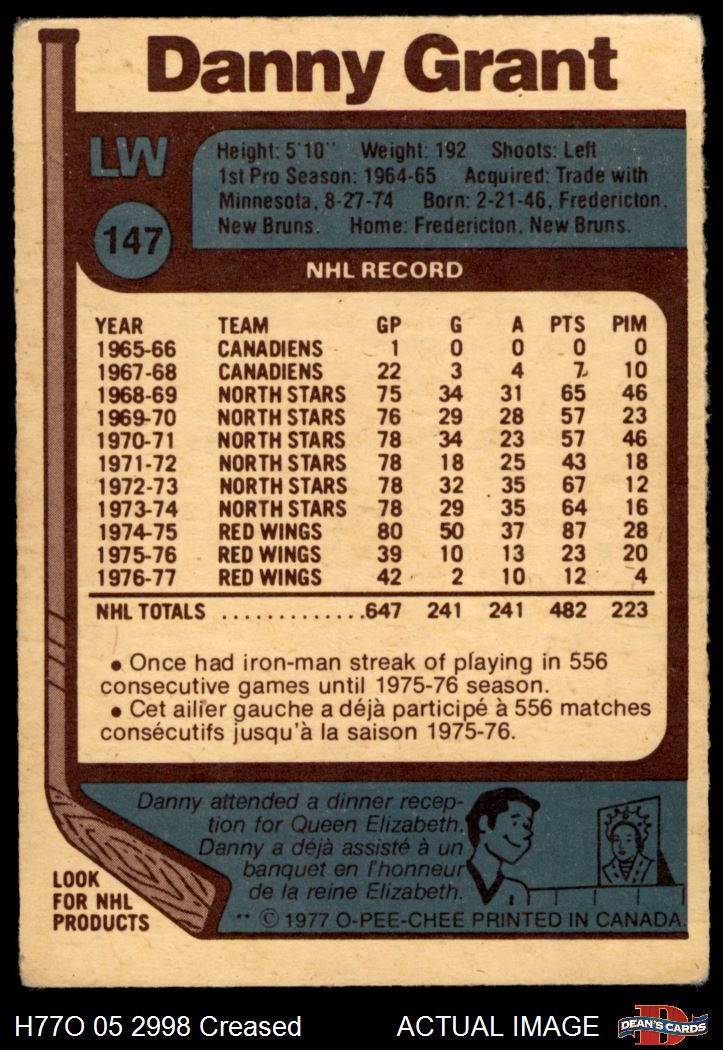 Danny Grant
LW
147
Height: 5'10" Weight: 192 Shoots: Left
1st Pro Season: 1964-65 Acquired: Trade with
Minnesota, 8-27-74 Born: 2-21-46, Fredericton,
New Bruns. Home: Fredericton, New Bruns.
NHL RECORD
YEAR TEAM GP G A PTS PIM
1965-66 CANADIENS 1 0 0 0 0
1967-68 CANADIENS 22 3 4 7 10
1968-69 NORTH STARS 75 34 31 65 46
1969-70 NORTH STARS 76 29 28 57 23
1970-71 NORTH STARS 78 34 23 57 46
1971-72 NORTH STARS 78 18 25 43 18
1972-73 NORTH STARS 78 32 35 67 12
1973-74 NORTH STARS 78 29 35 64 16
1974-75 RED WINGS 80 50 37 87 28
1975-76 RED WINGS 39 10 13 23 20
1976-77 RED WINGS 42 2 10 12 4
NHL TOTALS .............647 241 241 482 223
• Once had iron-man streak of playing in 556
consecutive games until 1975-76 season.
• Cet ailier gauche a déjà participé à 556 matches
consécutifs jusqu'à la saison 1975-76.
Danny attended a dinner recep-
tion for Queen Elizabeth.
Danny a déjà assisté à un
banquet en l'honneur
de la reine Elizabeth.
LOOK
FOR NHL
PRODUCTS
** © 1977 O-PEE-CHEE PRINTED IN CANADA
H77O 05 2998 Creased ACTUAL IMAGE
D
DEAN'S CARDS